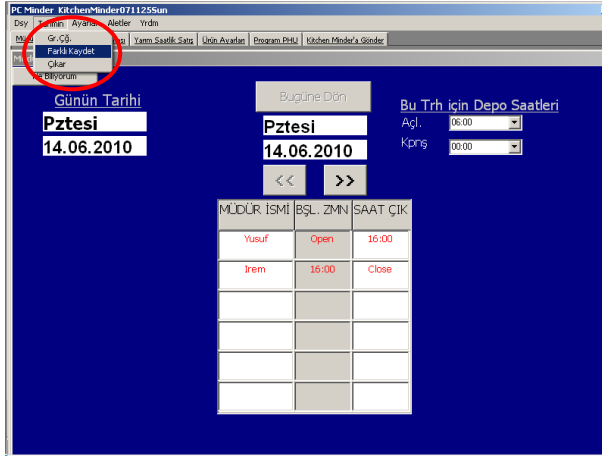 PC Minder KitchenMinder071125Sun
Dsy Tahmin Ayarlar Aletler Yrdm
Gr.Çğ.
Farklı Kaydet
Çıkar
Yarım Saatlik Satış Ürün Ayarları Program PHU Kitchen Minder'a Gönder
Ne Biliyorum
Günün Tarihi
Pztesi
14.06.2010
Bugüne Dön
Pztesi
14.06.2010
<< >>
Bu Trh için Depo Saatleri
Açl. 06:00
Kpnş 00:00
MÜDÜR İSMİ BŞL. ZMN SAAT ÇIK
Yusuf Open 16:00
Irem 16:00 Close